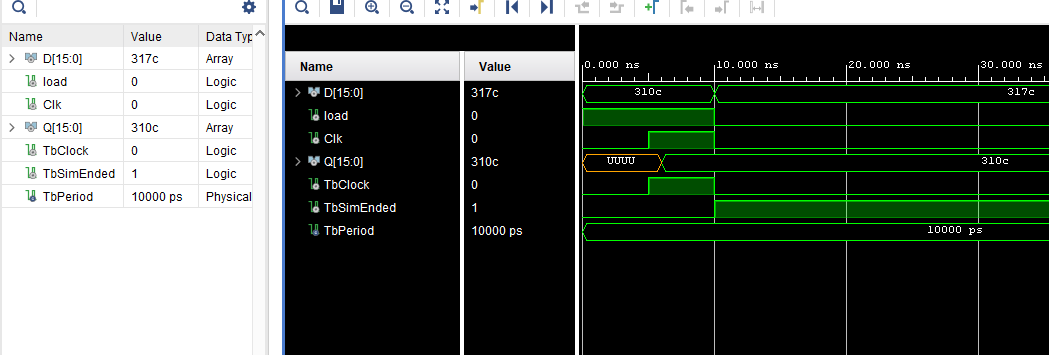 Name Value Data Typ
D[15:0] 317c Array
load 0 Logic
Clk 0 Logic
Q[15:0] 310c Array
TbClock 0 Logic
TbSimEnded 1 Logic
TbPeriod 10000 ps Physical
Name Value
D[15:0] 317c
load 0
Clk 0
Q[15:0] 310c
TbClock 0
TbSimEnded 1
TbPeriod 10000 ps
0.000 ns 10.000 ns 20.000 ns 30.000 ns
310c 317c
UUUU 310c
10000 ps